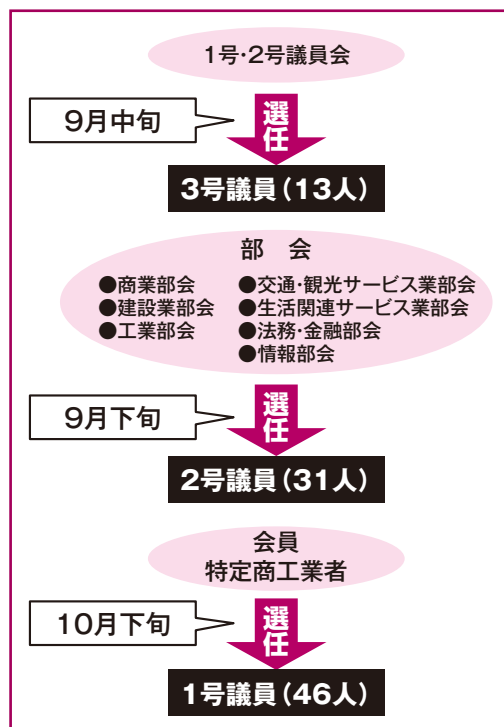 1号・2号議員会
9月中旬
選任
3号議員(13人)
部　会
●商業部会
●建設業部会
●工業部会
●交通・観光サービス業部会
●生活関連サービス業部会
●法務・金融部会
●情報部会
9月下旬
選任
2号議員(31人)
会員
特定商工業者
10月下旬
選任
1号議員(46人)